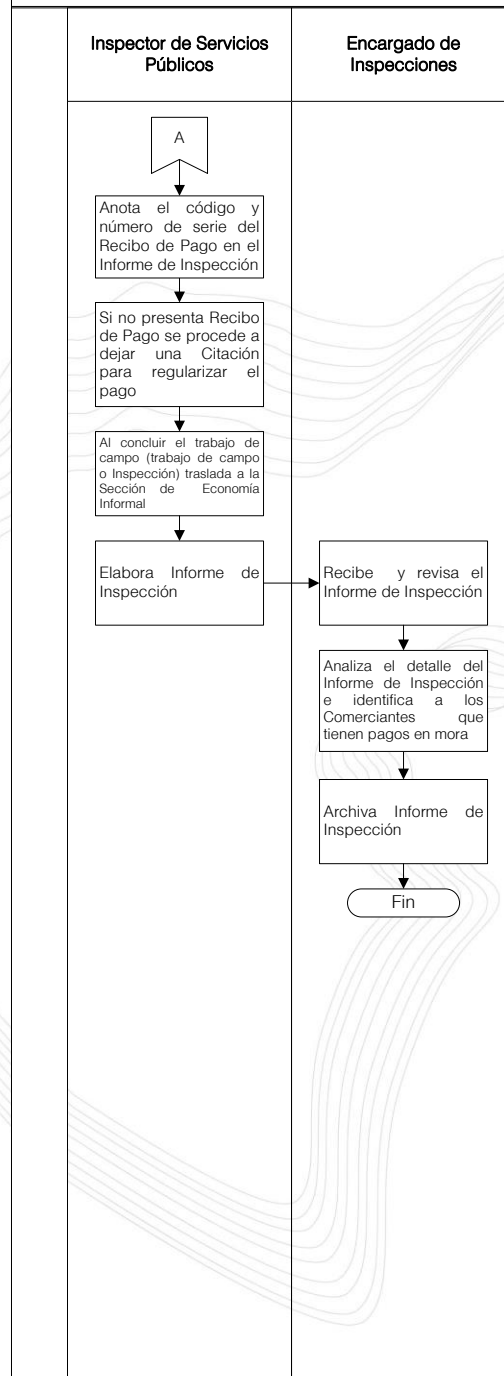 Inspector de Servicios
Públicos
Encargado de
Inspecciones
A
Anota el código y
número de serie del
Recibo de Pago en el
Informe de Inspección
Si no presenta Recibo
de Pago se procede a
dejar una Citación
para regularizar el
pago
Al concluir el trabajo de
campo (trabajo de campo
o Inspección) traslada a la
Sección de Economía
Informal
Elabora Informe de
Inspección
Recibe y revisa el
Informe de Inspección
Analiza el detalle del
Informe de Inspección
e identifica a los
Comerciantes que
tienen pagos en mora
Archiva Informe de
Inspección
Fin